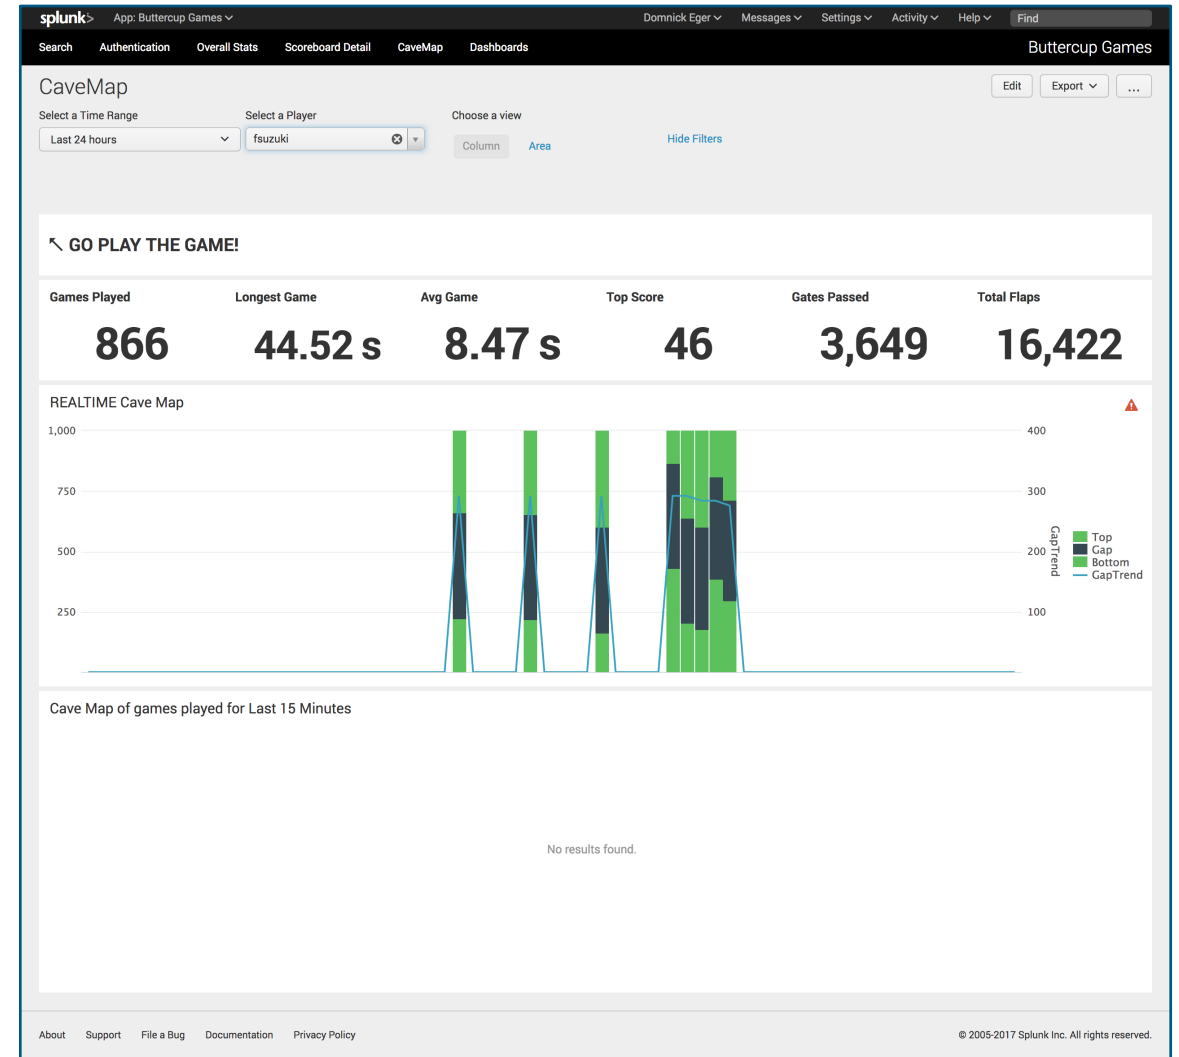 splunk> App: Buttercup Games Domnick Eger Messages Settings Activity Help Find
Search Authentication Overall Stats Scoreboard Detail CaveMap Dashboards Buttercup Games
CaveMap Edit Export ...
Select a Time Range Select a Player Choose a view
Last 24 hours fsuzuki Column Area Hide Filters
↖ GO PLAY THE GAME!
Games Played Longest Game Avg Game Top Score Gates Passed Total Flaps
866 44.52 s 8.47 s 46 3,649 16,422
REALTIME Cave Map
1,000 400
750 300
500 200
250 100
GapTrend
Top
Gap
Bottom
GapTrend
Cave Map of games played for Last 15 Minutes
No results found.
About Support File a Bug Documentation Privacy Policy © 2005-2017 Splunk Inc. All rights reserved.